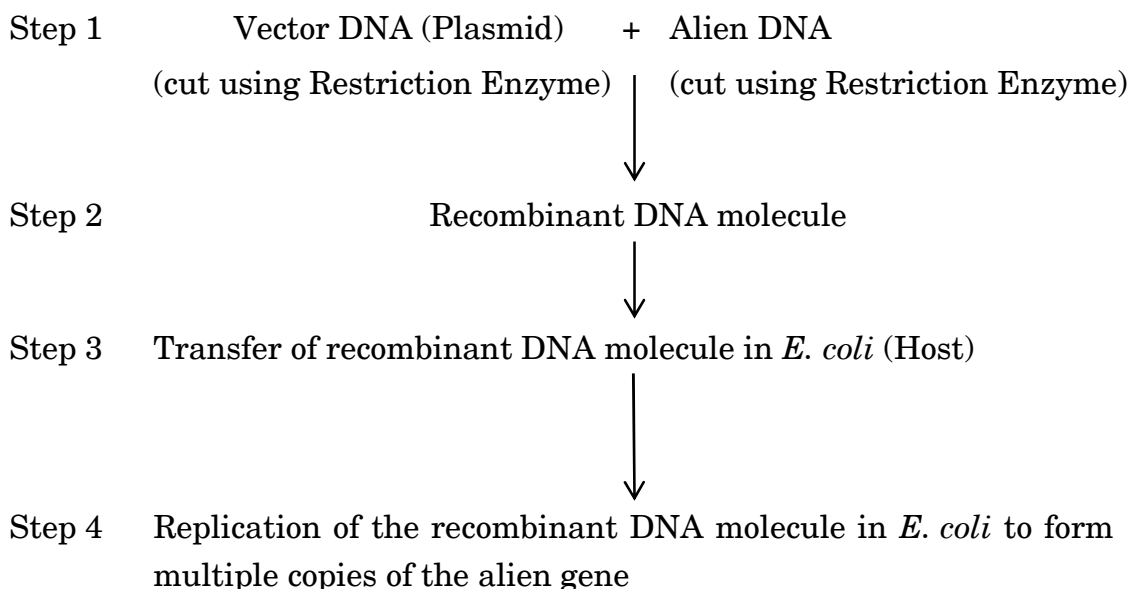 Step 1 Vector DNA (Plasmid) + Alien DNA
(cut using Restriction Enzyme) (cut using Restriction Enzyme)
Step 2 Recombinant DNA molecule
Step 3 Transfer of recombinant DNA molecule in E. coli (Host)
Step 4 Replication of the recombinant DNA molecule in E. coli to form
multiple copies of the alien gene